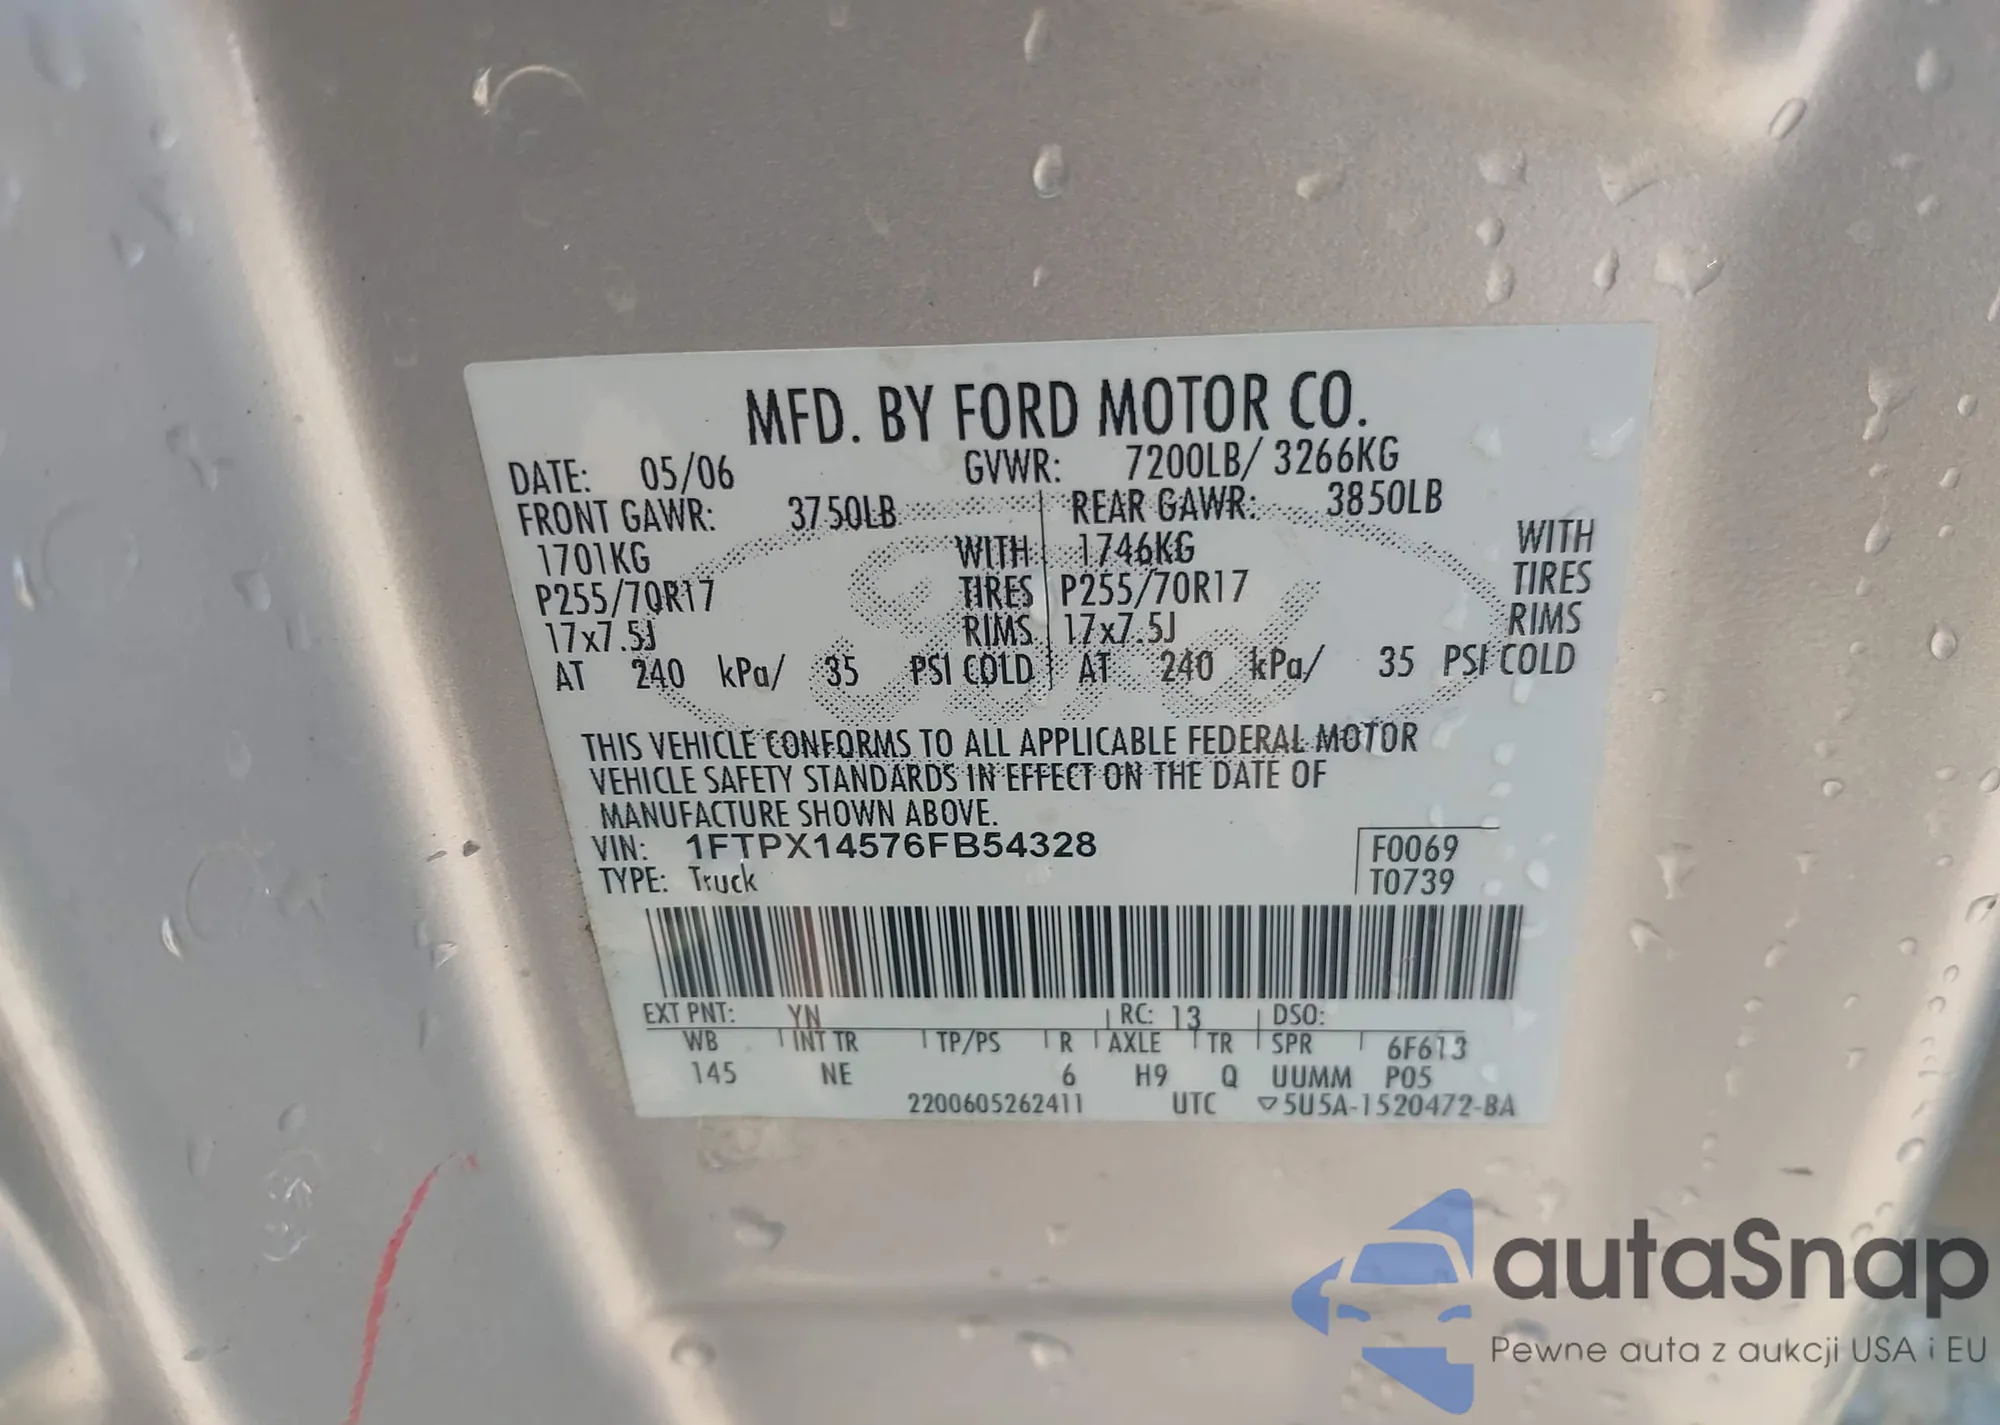 MFD. BY FORD MOTOR CO.
DATE: 05/06 GVWR: 7200LB/ 3266KG
FRONT GAWR: 3750LB REAR GAWR: 3850LB
1701KG WITH 1746KG WITH
P255/70R17 TIRES P255/70R17 TIRES
17x7.5J RIMS 17x7.5J RIMS
AT 240 kPa/ 35 PSI COLD AT 240 kPa/ 35 PSI COLD
THIS VEHICLE CONFORMS TO ALL APPLICABLE FEDERAL MOTOR
VEHICLE SAFETY STANDARDS IN EFFECT ON THE DATE OF
MANUFACTURE SHOWN ABOVE.
VIN: 1FTPX14576FB54328 F0069
TYPE: Truck T0739
EXT PNT: YN RC: 13 DSO:
WB INT TR TP/PS R AXLE TR SPR 6F613
145 NE 6 H9 Q UUMM P05
2200605262411 UTC ▽5U5A-1520472-BA
Ford
autaSnap
Pewne auta z aukcji USA i EU